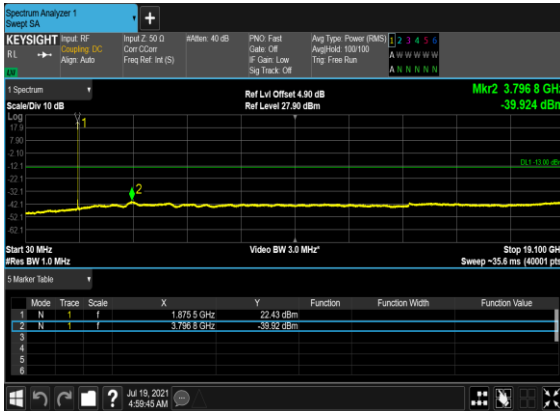 Spectrum Analyzer 1
Swept SA
+
KEYSIGHT Input: RF Input Z: 50 Ω #Atten: 40 dB PNO: Fast Avg Type: Power (RMS) 1 2 3 4 5 6
RL Coupling: DC Corr CCorr Gate: Off Avg|Hold: 100/100 A W W W W W
Align: Auto Freq Ref: Int (S) IF Gain: Low Trig: Free Run
Sig Track: Off A N N N N N
1 Spectrum
Ref Lvl Offset 4.90 dB Mkr2 3.796 8 GHz
Scale/Div 10 dB Ref Level 27.90 dBm -39.924 dBm
Log
17.9
7.90
-2.10
-12.1
-22.1
-32.1
-42.1
-52.1
-62.1
1
2
DL1 -13.00 dBm
Start 30 MHz Video BW 3.0 MHz* Stop 19.100 GHz
#Res BW 1.0 MHz Sweep ~35.6 ms (40001 pts)
5 Marker Table
Mode Trace Scale X Y Function Function Width Function Value
1 N 1 f 1.875 5 GHz 22.43 dBm
2 N 1 f 3.796 8 GHz -39.92 dBm
3
4
5
6
? Jul 19, 2021
4:59:45 AM